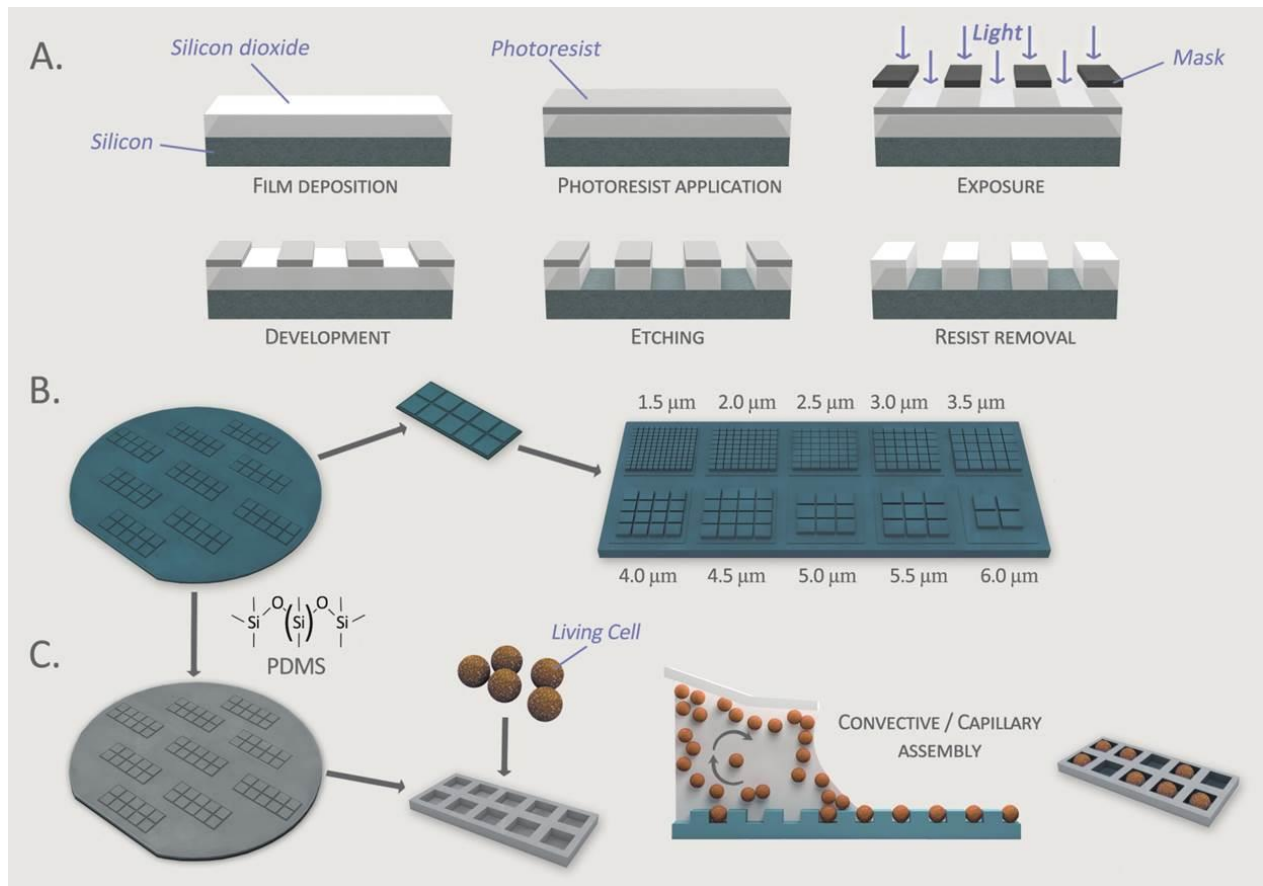 A.
Silicon dioxide
Silicon
FILM DEPOSITION
Photoresist
PHOTORESIST APPLICATION
Light
Mask
EXPOSURE
DEVELOPMENT
ETCHING
RESIST REMOVAL
B.
1.5 µm 2.0 µm 2.5 µm 3.0 µm 3.5 µm
4.0 µm 4.5 µm 5.0 µm 5.5 µm 6.0 µm
O O
Si (Si) Si
PDMS
C.
Living Cell
CONVECTIVE / CAPILLARY
ASSEMBLY